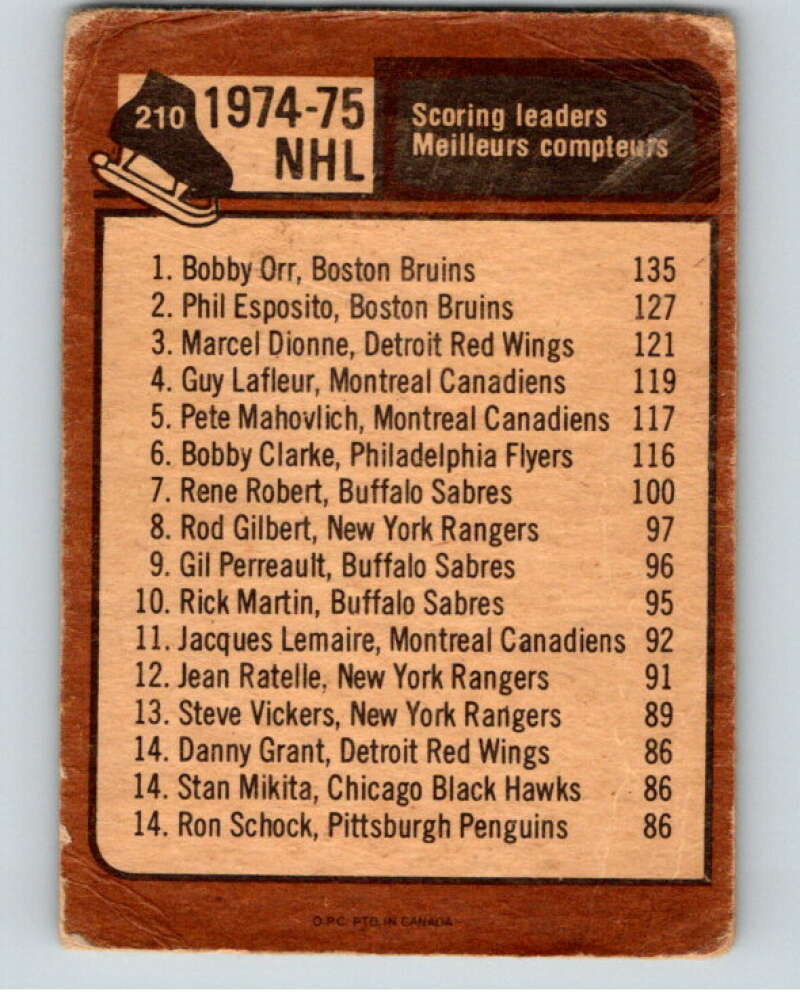 210 1974-75
NHL
Scoring leaders
Meilleurs compteurs
1. Bobby Orr, Boston Bruins 135
2. Phil Esposito, Boston Bruins 127
3. Marcel Dionne, Detroit Red Wings 121
4. Guy Lafleur, Montreal Canadiens 119
5. Pete Mahovlich, Montreal Canadiens 117
6. Bobby Clarke, Philadelphia Flyers 116
7. Rene Robert, Buffalo Sabres 100
8. Rod Gilbert, New York Rangers 97
9. Gil Perreault, Buffalo Sabres 96
10. Rick Martin, Buffalo Sabres 95
11. Jacques Lemaire, Montreal Canadiens 92
12. Jean Ratelle, New York Rangers 91
13. Steve Vickers, New York Rangers 89
14. Danny Grant, Detroit Red Wings 86
14. Stan Mikita, Chicago Black Hawks 86
14. Ron Schock, Pittsburgh Penguins 86
O.P.C. PTD. IN CANADA